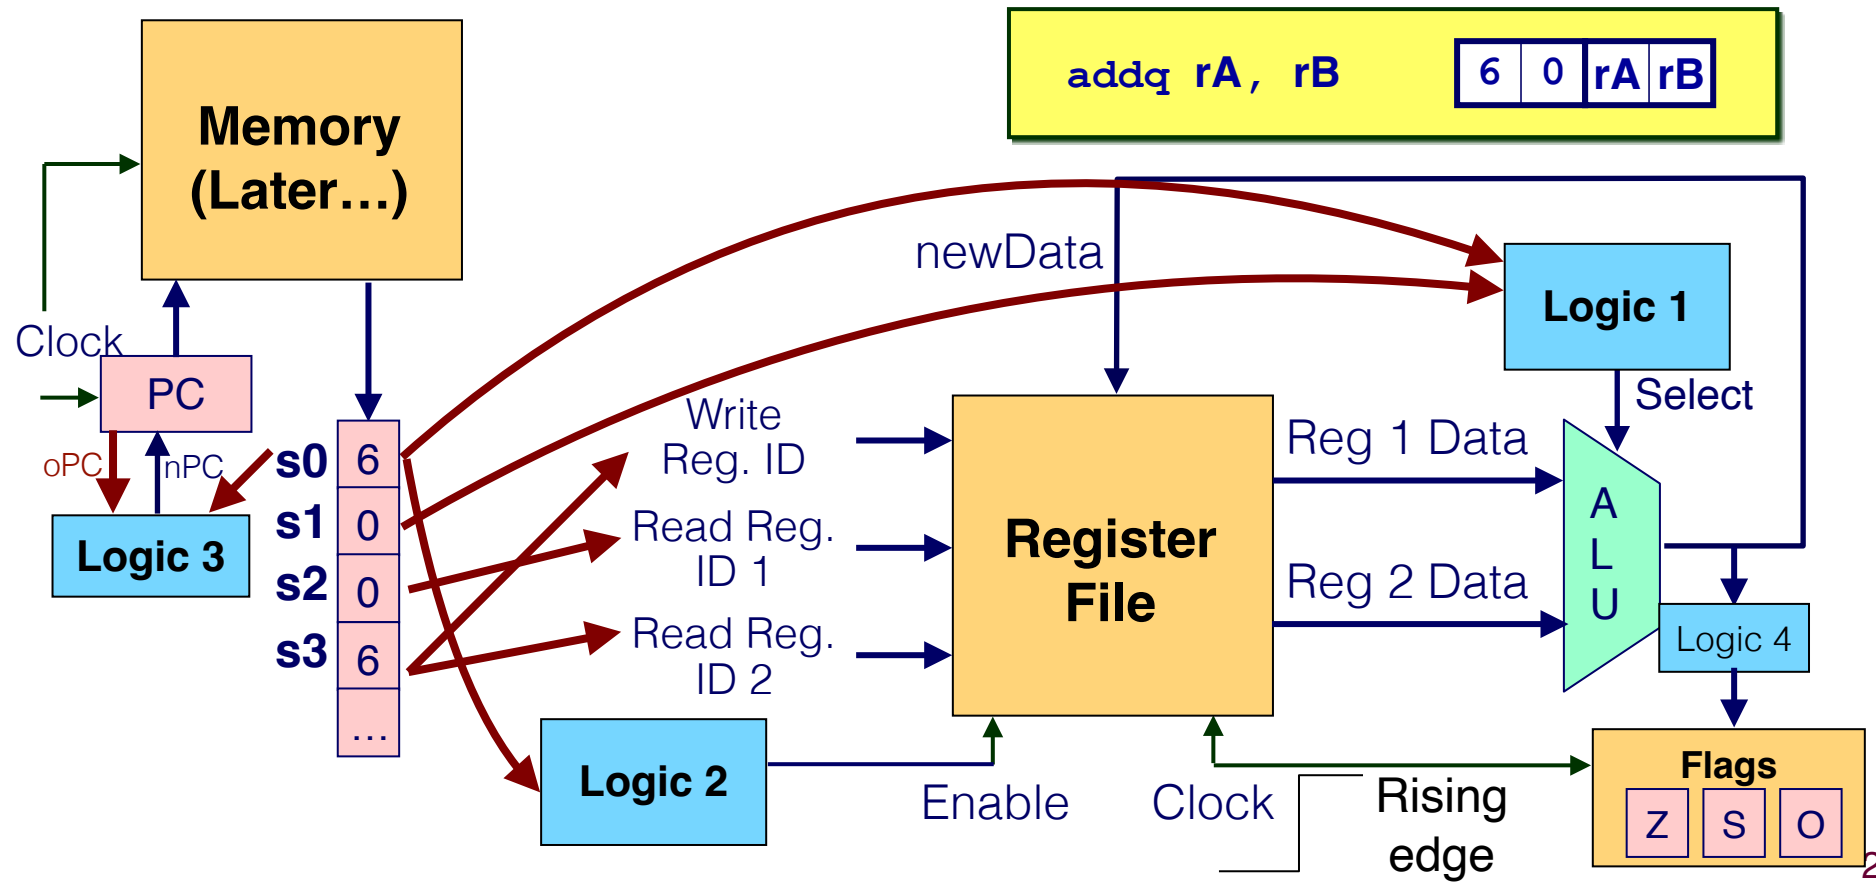 addq rA, rB
6 0 rA rB
Memory
(Later...)
newData
Logic 1
Clock
PC
Select
oPC
nPC
s0 6
s1 0
s2 0
s3 6
...
Logic 3
Write
Reg. ID
Read Reg.
ID 1
Read Reg.
ID 2
Register
File
Reg 1 Data
Reg 2 Data
A
L
U
Logic 4
Logic 2
Enable
Clock
Rising
edge
Flags
Z S O